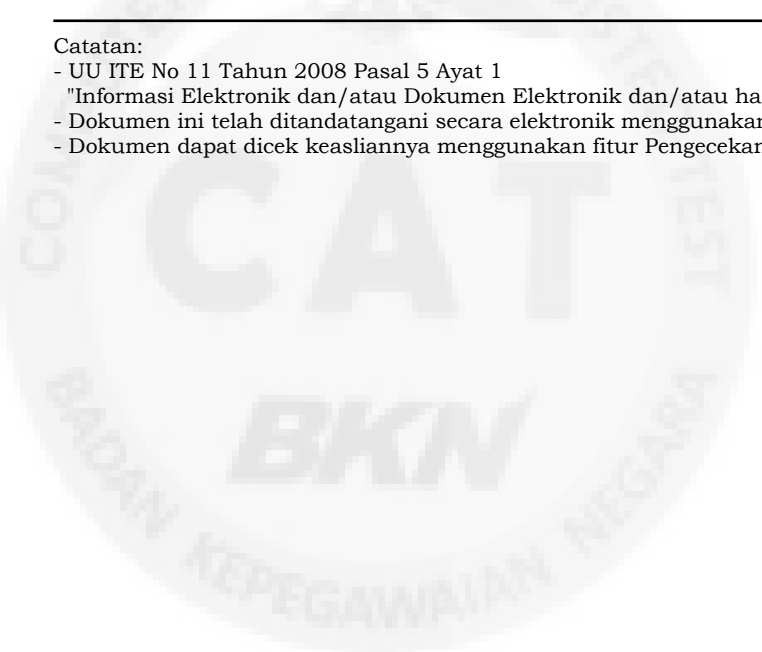 Catatan:
- UU ITE No 11 Tahun 2008 Pasal 5 Ayat 1
"Informasi Elektronik dan/atau Dokumen Elektronik dan/atau ha
- Dokumen ini telah ditandatangani secara elektronik menggunakan
- Dokumen dapat dicek keasliannya menggunakan fitur Pengecekan
CAT
BKN
BADAN KEPEGAWAIAN NEGARA